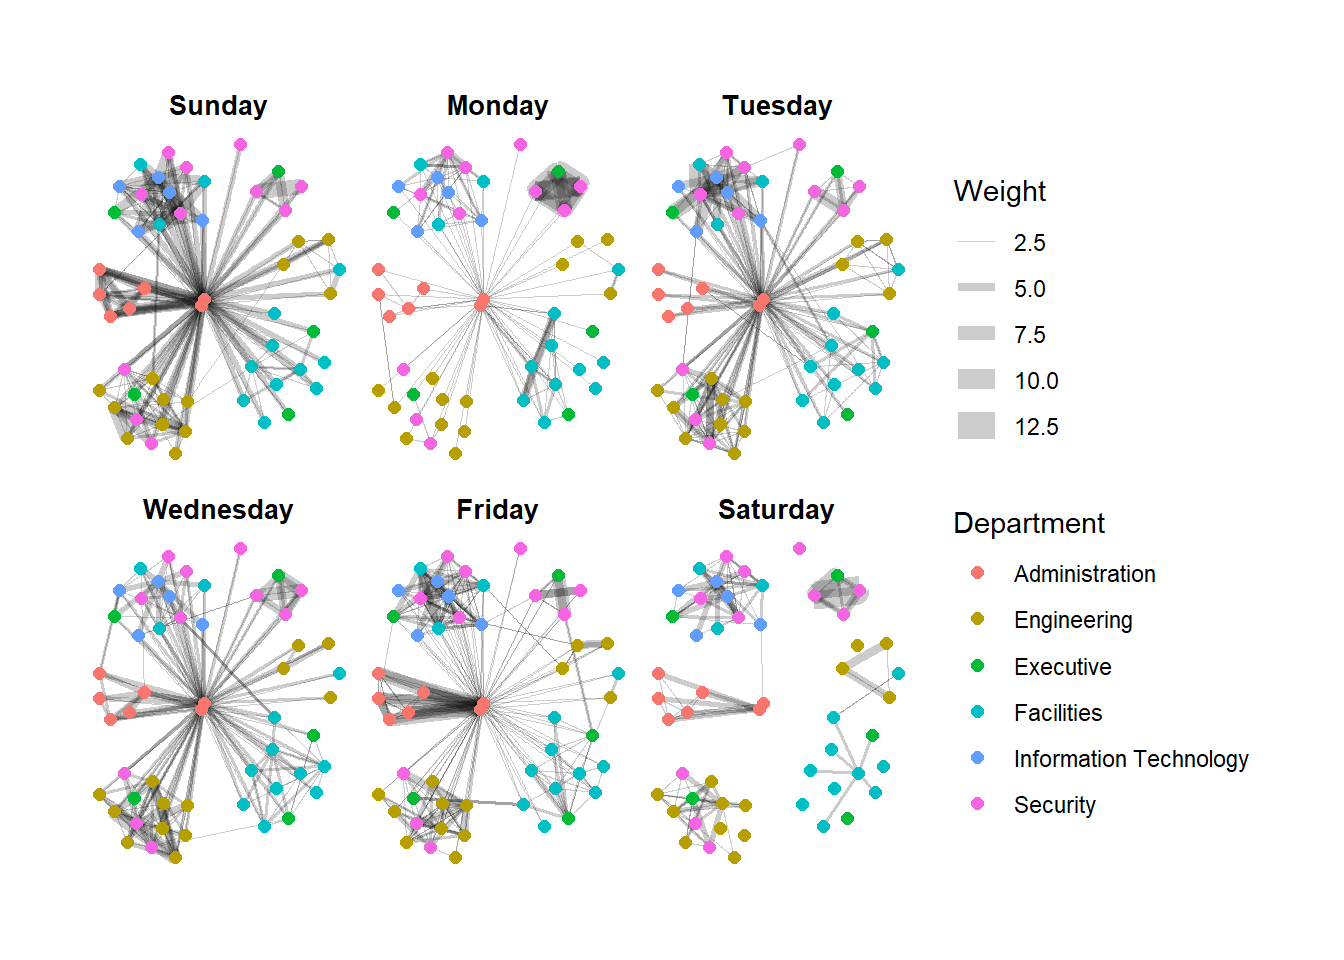 Sunday
Monday
Tuesday
Wednesday
Friday
Saturday
Weight
2.5
5.0
7.5
10.0
12.5
Department
Administration
Engineering
Executive
Facilities
Information Technology
Security